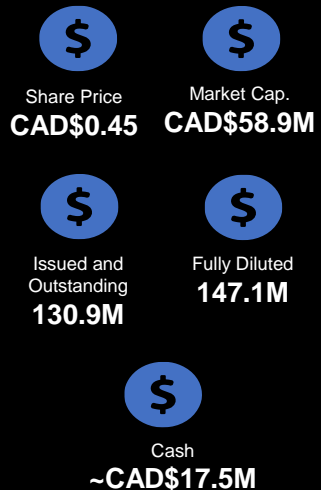 $ $
Share Price Market Cap.
CAD$0.45 CAD$58.9M
$ $
Issued and Fully Diluted
Outstanding 147.1M
130.9M
$
Cash
~CAD$17.5M